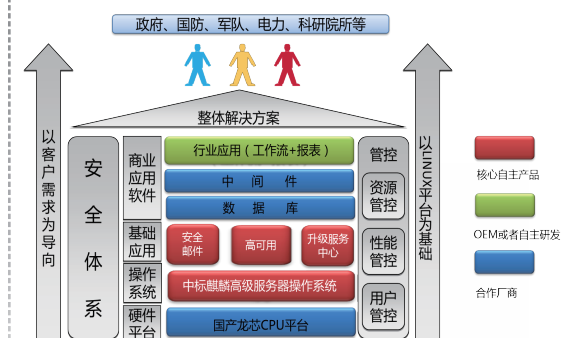 政府、国防、军队、电力、科研院所等
整体解决方案
以客户需求为导向
安全体系
商业
应用
软件
基础
应用
操作
系统
硬件
平台
行业应用（工作流+报表）
中间件
数据库
安全
邮件
高可用
升级服务
中心
中标麒麟高级服务器操作系统
国产龙芯CPU平台
管控
资源
管控
性能
管控
用户
管控
以LINUX平台为基础
核心自主产品
OEM或者自主研发
合作厂商